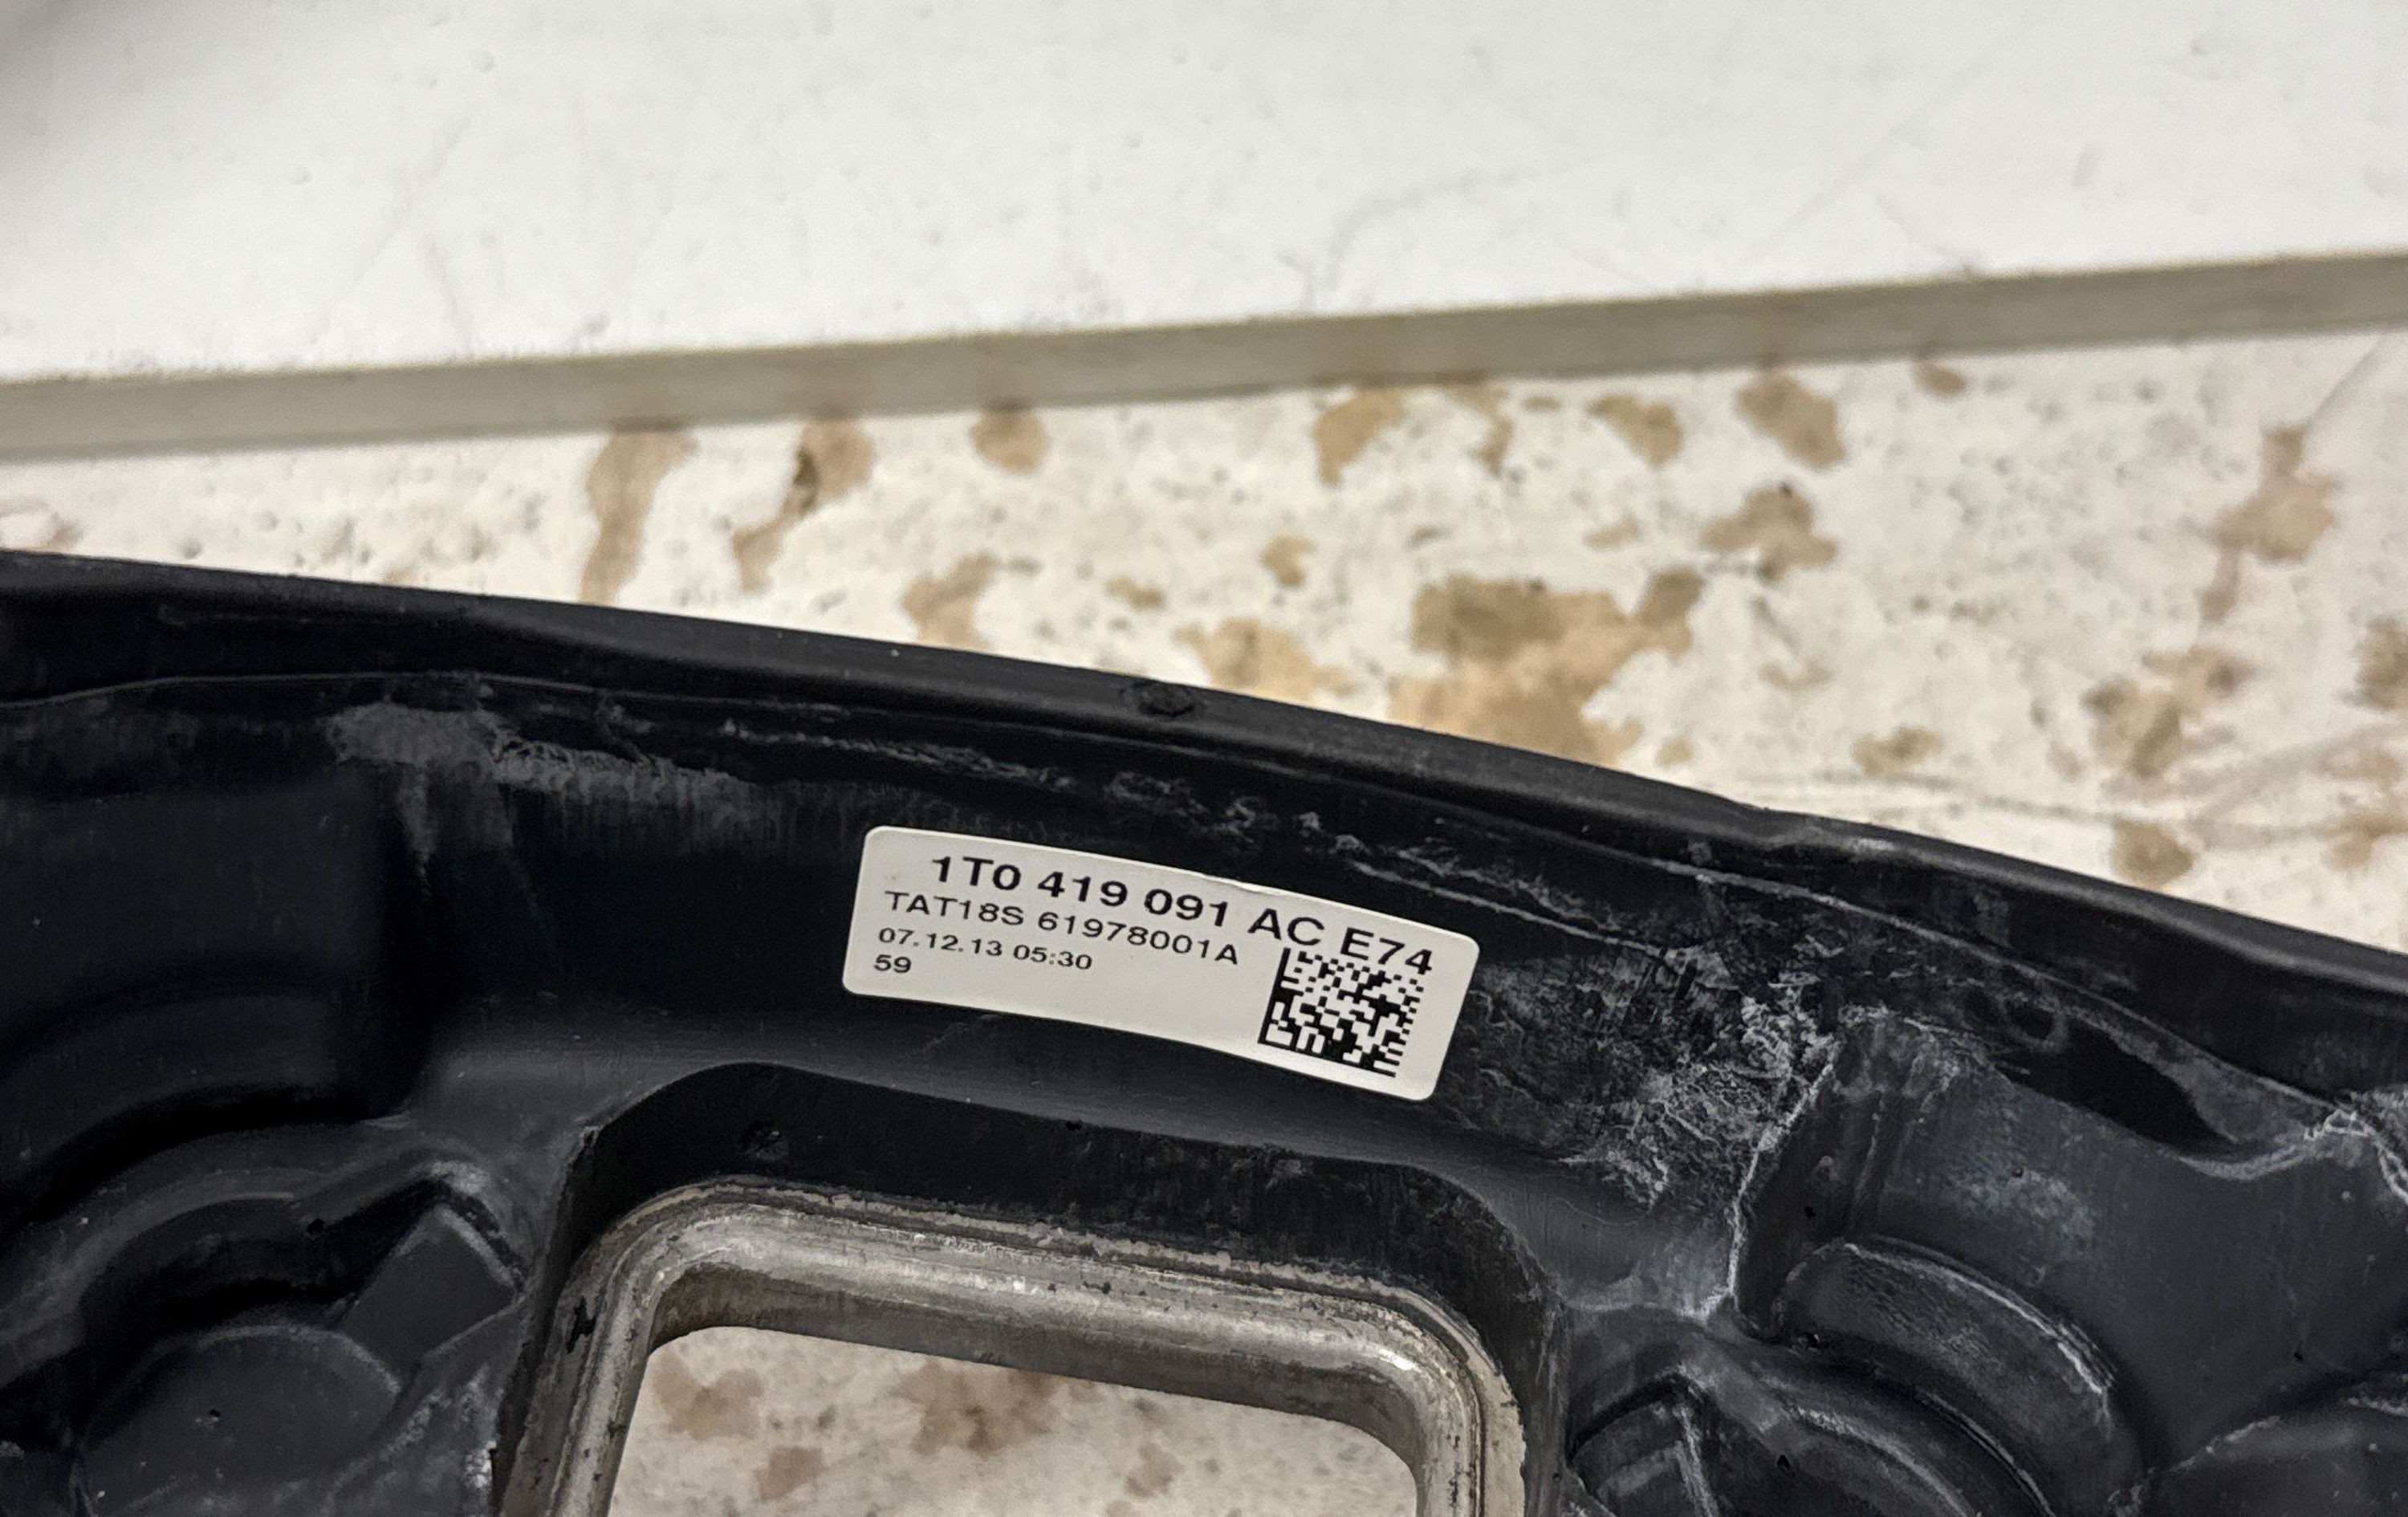 1T0 419 091 AC E74
TAT18S 61978001A
07.12.13 05:30
59